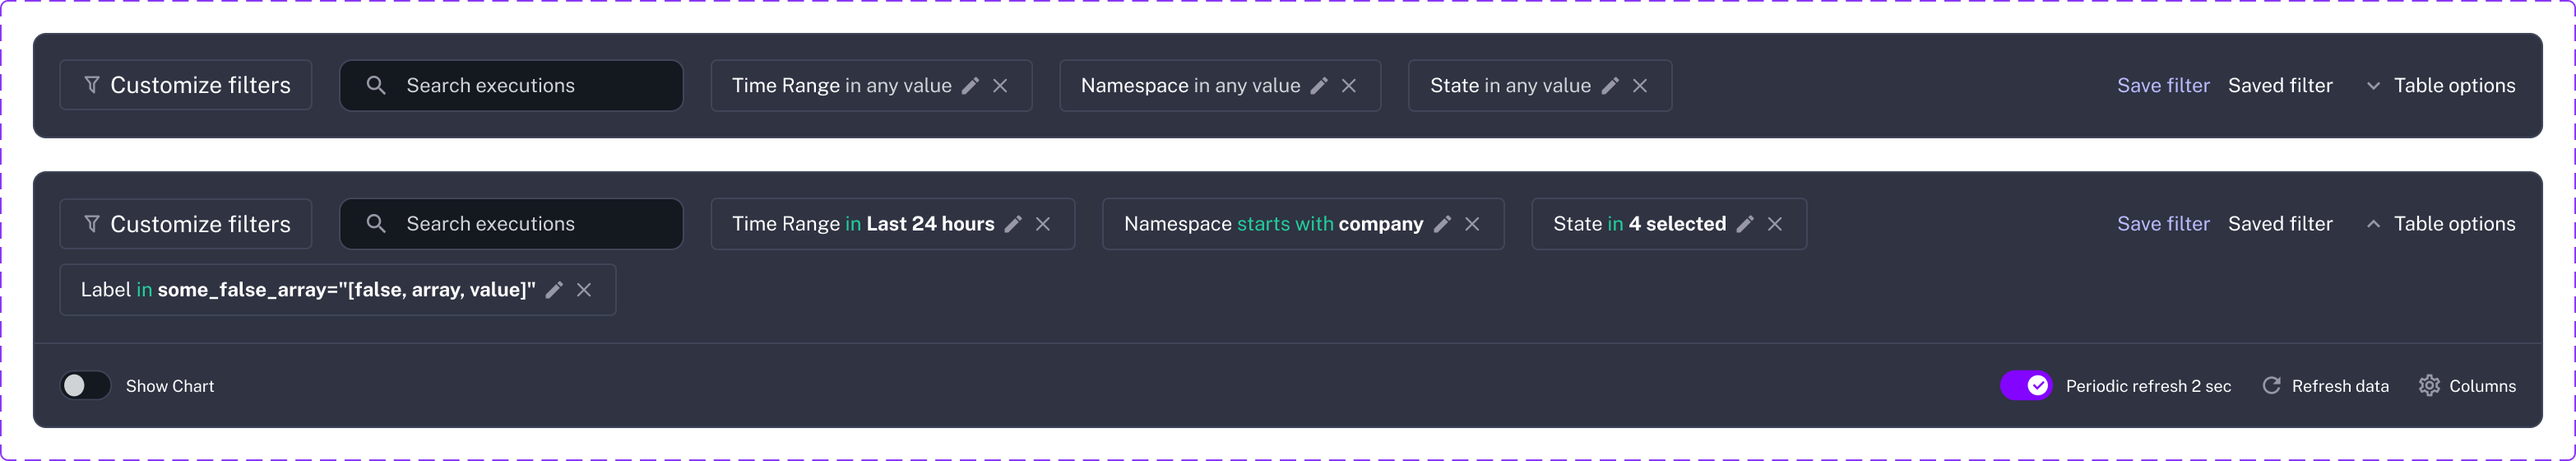 Customize filters Search executions Time Range in any value Namespace in any value State in any value Save filter Saved filter Table options
Customize filters Search executions Time Range in Last 24 hours Namespace starts with company State in 4 selected Save filter Saved filter Table options
Label in some_false_array="[false, array, value]"
Show Chart Periodic refresh 2 sec Refresh data Columns